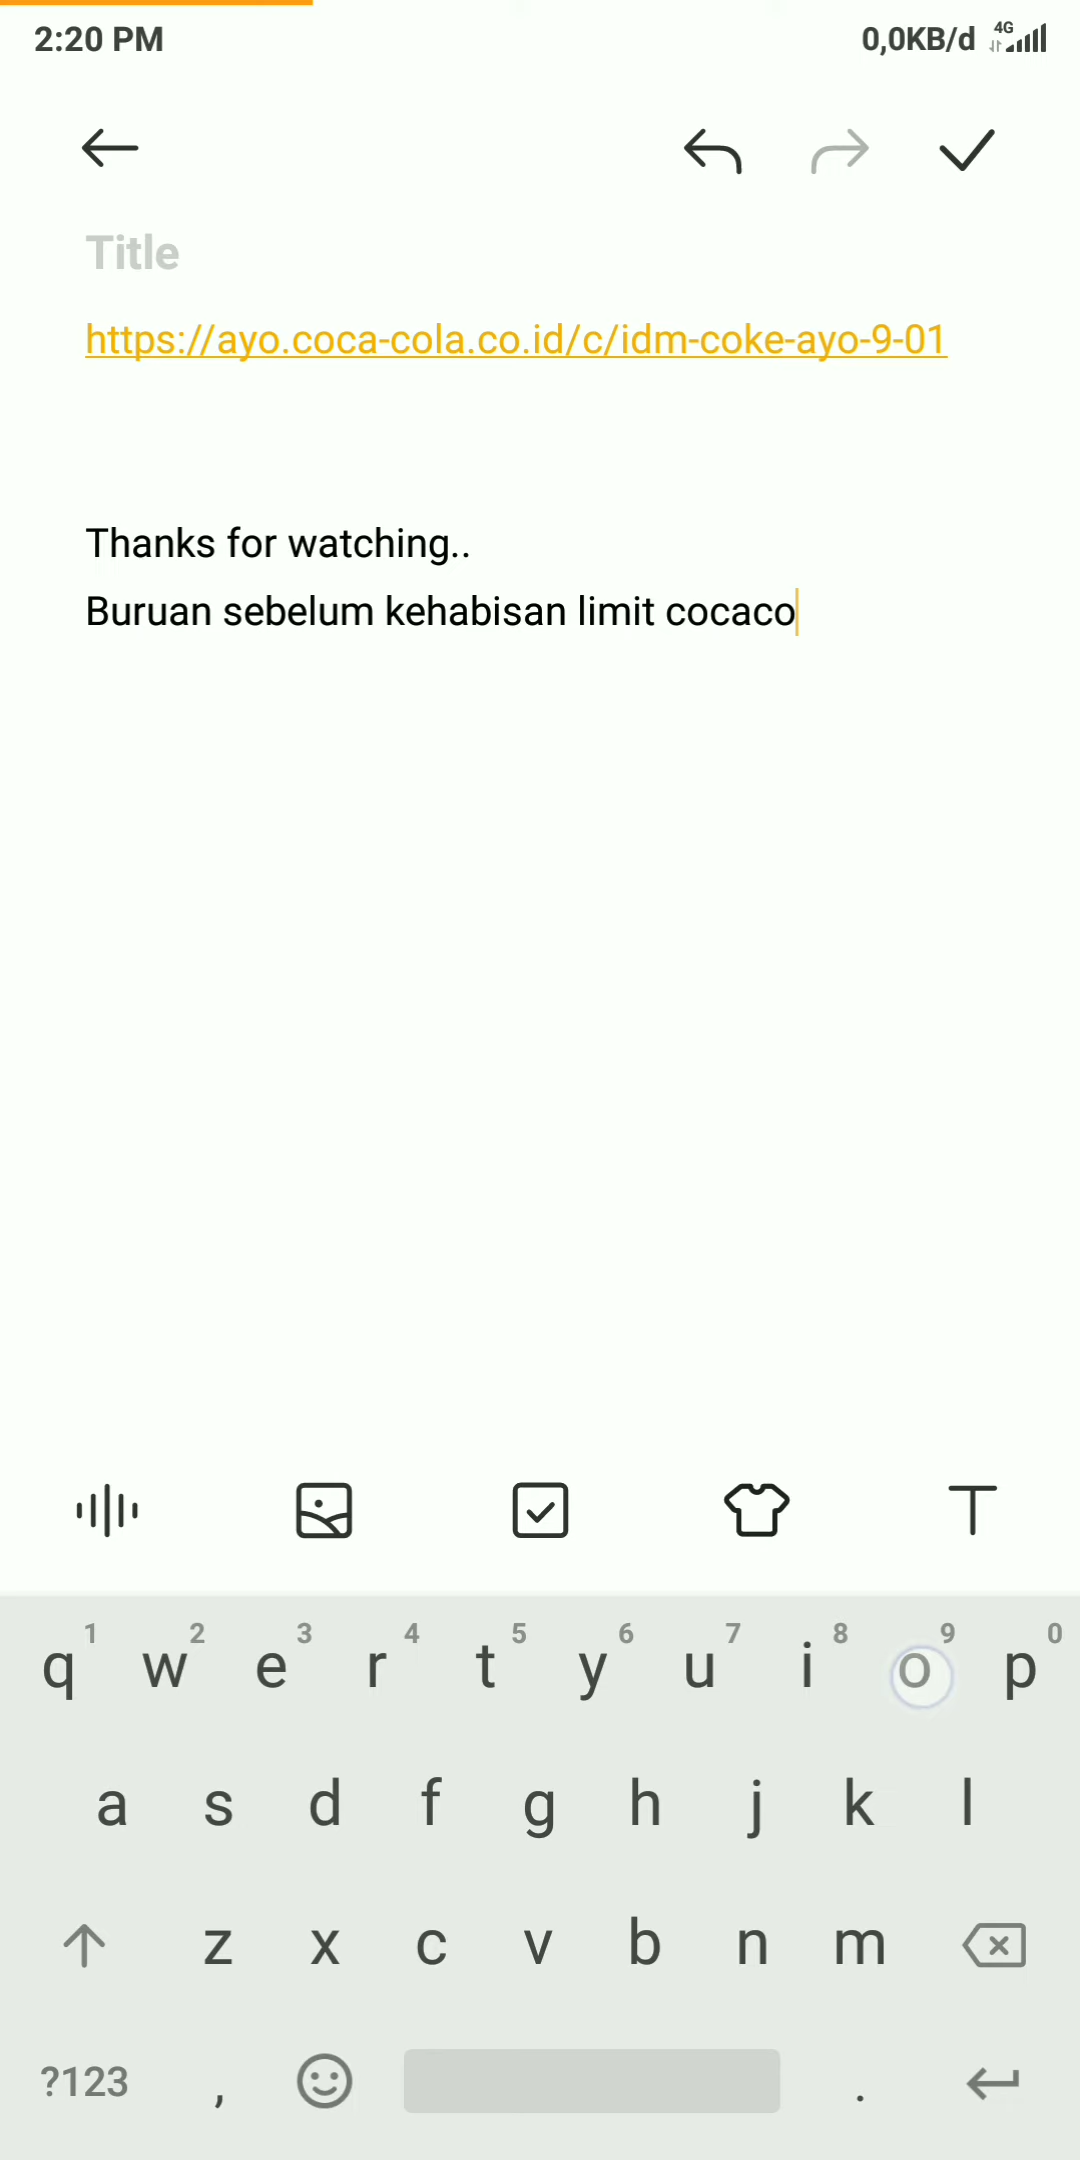 2:20 PM
0,0KB/d 4G
Title
https://ayo.coca-cola.co.id/c/idm-coke-ayo-9-01
Thanks for watching..
Buruan sebelum kehabisan limit cocaco
T
1 2 3 4 5 6 7 8 9 0
q w e r t y u i o p
a s d f g h j k l
z x c v b n m
?123 , .